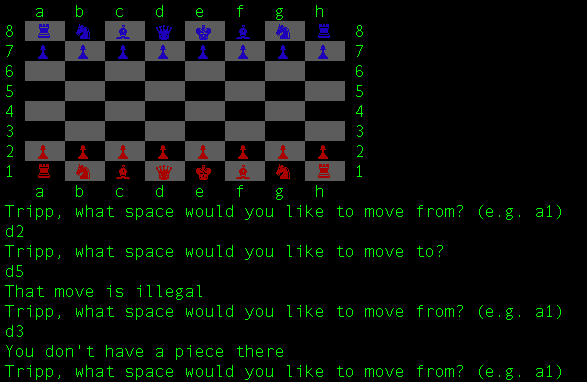 a b c d e f g h
8 ♜ ♞ ♝ ♛ ♚ ♝ ♞ ♜ 8
7 ♟ ♟ ♟ ♟ ♟ ♟ ♟ ♟ 7
6 6
5 5
4 4
3 3
2 ♟ ♟ ♟ ♟ ♟ ♟ ♟ ♟ 2
1 ♜ ♞ ♝ ♛ ♚ ♝ ♞ ♜ 1
a b c d e f g h
Tripp, what space would you like to move from? (e.g. a1)
d2
Tripp, what space would you like to move to?
d5
That move is illegal
Tripp, what space would you like to move from? (e.g. a1)
d3
You don't have a piece there
Tripp, what space would you like to move from? (e.g. a1)